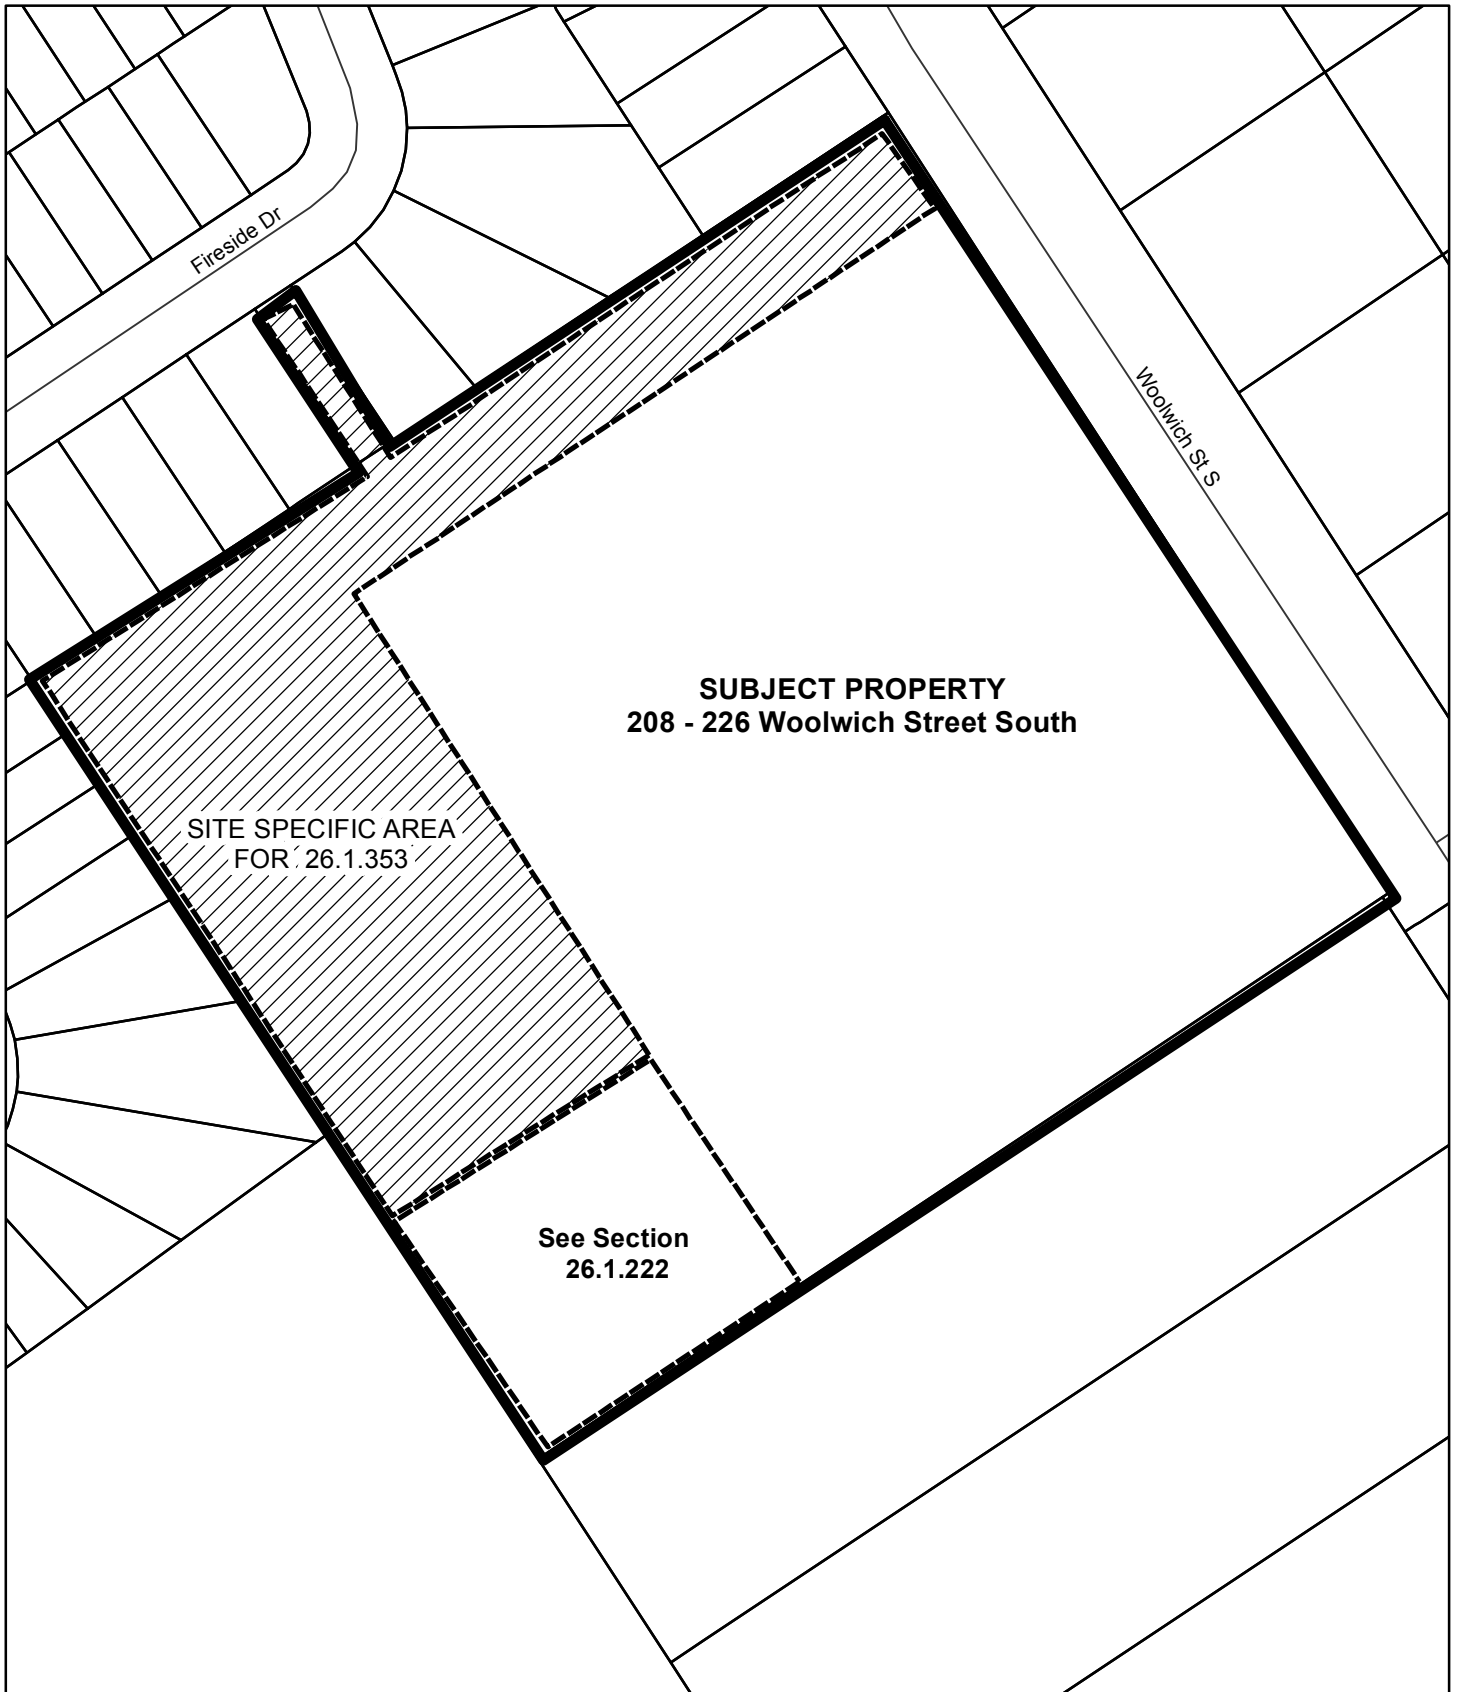 Fireside Dr
Woolwich St S
SUBJECT PROPERTY
208 - 226 Woolwich Street South
SITE SPECIFIC AREA
FOR 26.1.353
See Section
26.1.222